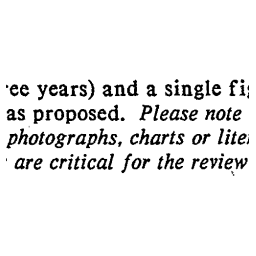 ee years) and a single fi
as proposed. Please note
photographs, charts or lite
are critical for the review